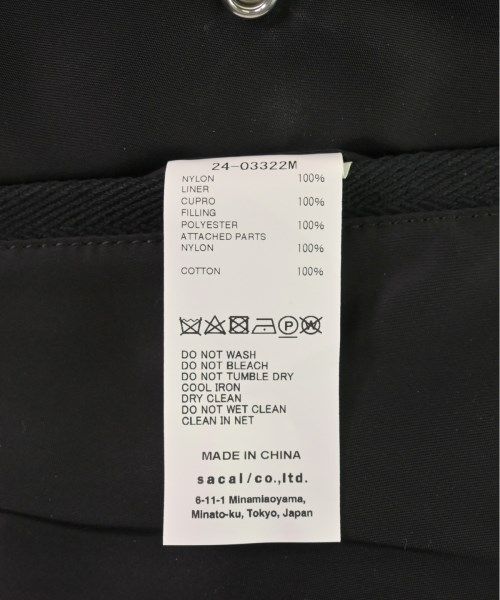 24-03322M
NYLON 100%
LINER
CUPRO 100%
FILLING
POLYESTER 100%
ATTACHED PARTS
NYLON 100%
COTTON 100%
DO NOT WASH
DO NOT BLEACH
DO NOT TUMBLE DRY
COOL IRON
DRY CLEAN
DO NOT WET CLEAN
CLEAN IN NET
MADE IN CHINA
sacai/co.,ltd.
6-11-1 Minamiaoyama,
Minato-ku, Tokyo, Japan